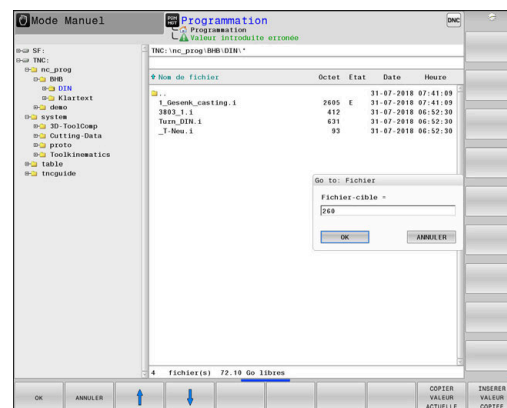 Mode Manuel
PGM MDT
Programmation
DNC
Programmation
Valeur introduite erronée
SF:
TNC:
nc_prog
BHB
DIN
Klartext
demo
system
3D-ToolComp
Cutting-Data
proto
Toolkinematics
table
tncguide
TNC:\nc_prog\BHB\DIN\*
Nom de fichier Octet Etat Date Heure
.. 31-07-2018 07:41:09
1_Gesenk_casting.i 2605 E 31-07-2018 07:41:09
3803_1.i 412 31-07-2018 06:52:30
Turn_DIN.i 631 31-07-2018 06:52:30
_T-Neu.i 93 31-07-2018 06:52:30
Go to: Fichier
Fichier-cible =
260
OK ANNULER
4 fichier(s) 72.10 Go libres
OK
ANNULER
COPIER VALEUR ACTUELLE
INSERER VALEUR COPIEE